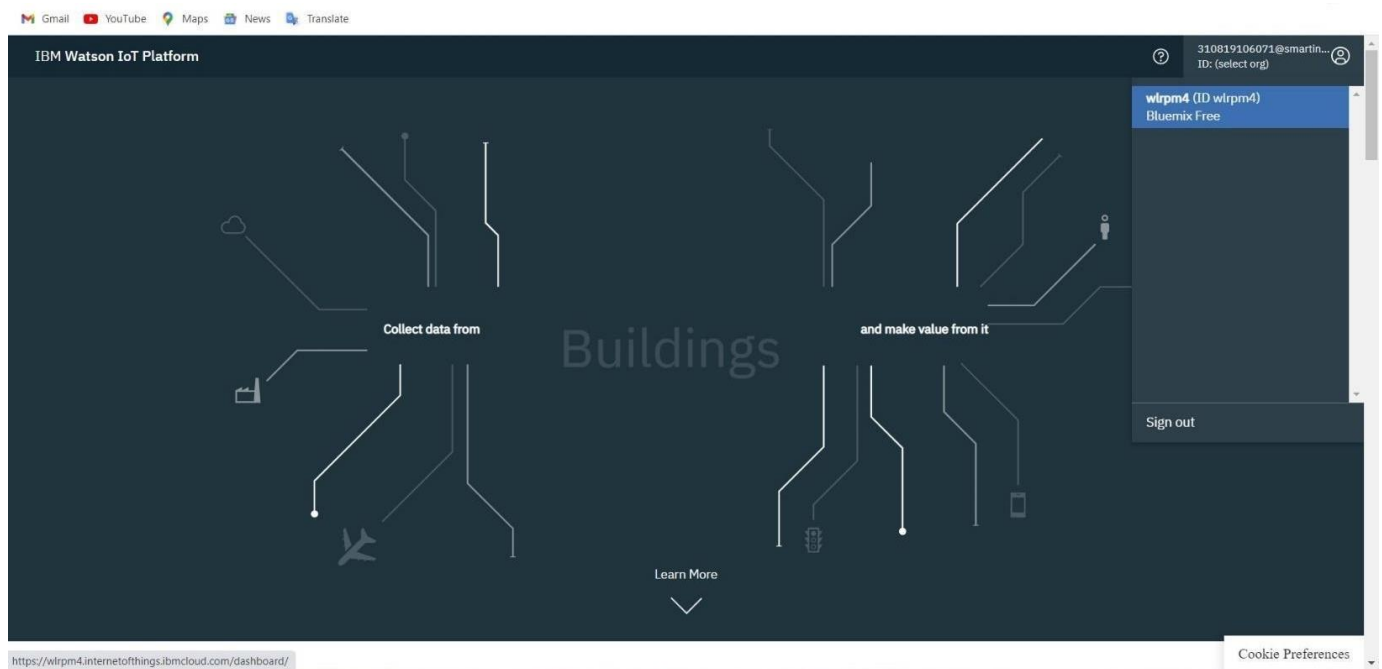 Gmail YouTube Maps News Translate
IBM Watson IoT Platform
310819106071@smartin...
ID: (select org)
wlrpm4 (ID wlrpm4)
Bluemix Free
Collect data from
Buildings
and make value from it
Sign out
Learn More
https://wlrpm4.internetofthings.ibmcloud.com/dashboard/
Cookie Preferences